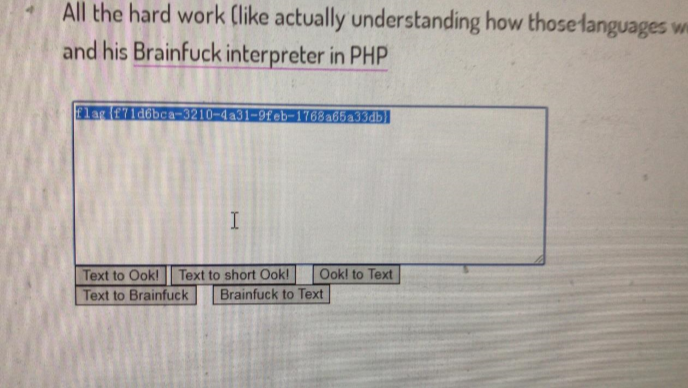 All the hard work (like actually understanding how those languages
and his Brainfuck interpreter in PHP
flag{f71d6bca-3210-4a31-9feb-1768a65a33db}
Text to Ook! Text to short Ook! Ook! to Text
Text to Brainfuck Brainfuck to Text